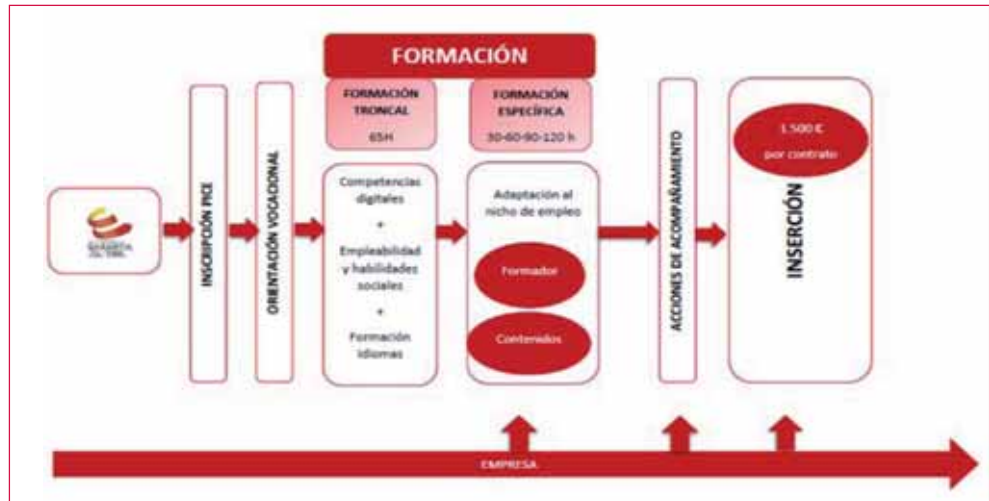 FORMACIÓN
FORMACIÓN
TRONCAL
65H
FORMACIÓN
ESPECÍFICA
30-60-90-120 h
INSCRIPCIÓN PICE
ORIENTACIÓN VOCACIONAL
Competencias
digitales
+
Empleabilidad
y habilidades
sociales
+
Formación
idiomas
Adaptación al
nicho de empleo
Formador
Contenidos
ACCIONES DE ACOMPAÑAMIENTO
1.500 €
por contrato
INSERCIÓN
EMPRESA